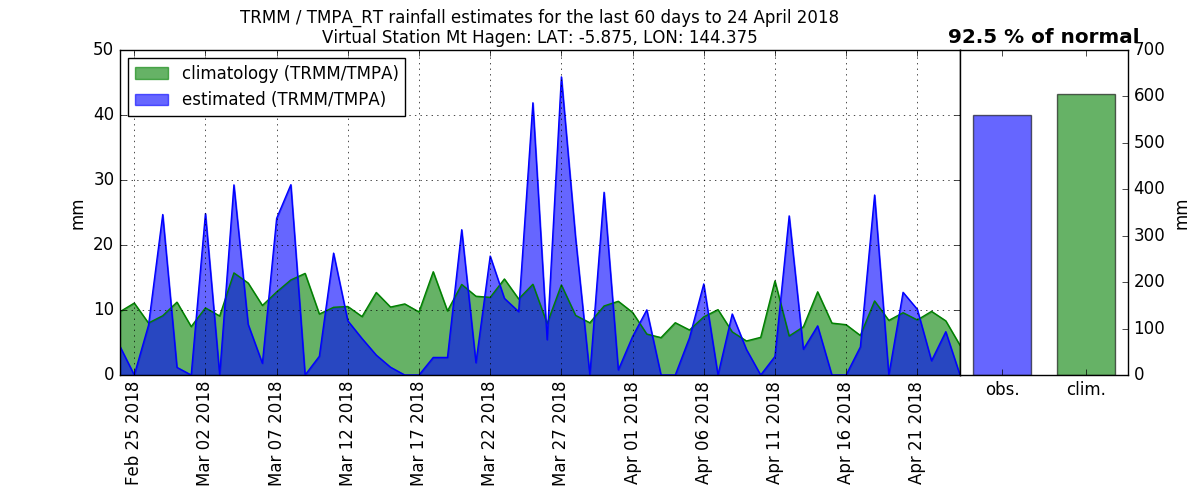 TRMM / TMPA_RT rainfall estimates for the last 60 days to 24 April 2018
Virtual Station Mt Hagen: LAT: -5.875, LON: 144.375
92.5 % of normal
climatology (TRMM/TMPA)
estimated (TRMM/TMPA)
50
40
30
20
10
0
mm
Feb 25 2018
Mar 02 2018
Mar 07 2018
Mar 12 2018
Mar 17 2018
Mar 22 2018
Mar 27 2018
Apr 01 2018
Apr 06 2018
Apr 11 2018
Apr 16 2018
Apr 21 2018
obs.
clim.
700
600
500
400
300
200
100
0
mm